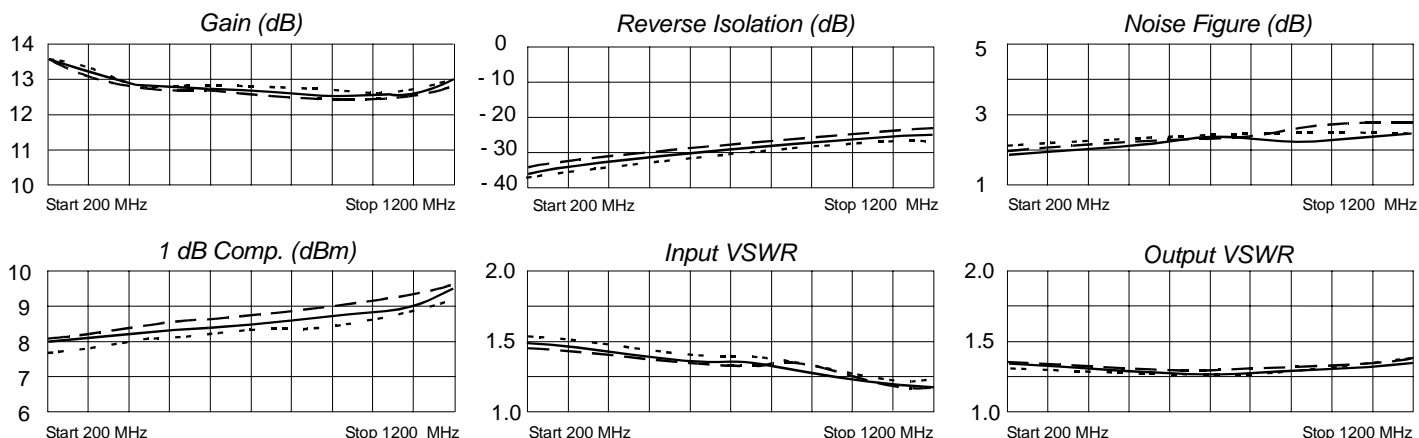 Gain (dB)
14
13
12
11
10
Start 200 MHz
Stop 1200 MHz
Reverse Isolation (dB)
0
- 10
- 20
- 30
- 40
Start 200 MHz
Stop 1200 MHz
Noise Figure (dB)
5
3
1
Start 200 MHz
Stop 1200 MHz
1 dB Comp. (dBm)
10
9
8
7
6
Start 200 MHz
Stop 1200 MHz
Input VSWR
2.0
1.5
1.0
Start 200 MHz
Stop 1200 MHz
Output VSWR
2.0
1.5
1.0
Start 200 MHz
Stop 1200 MHz